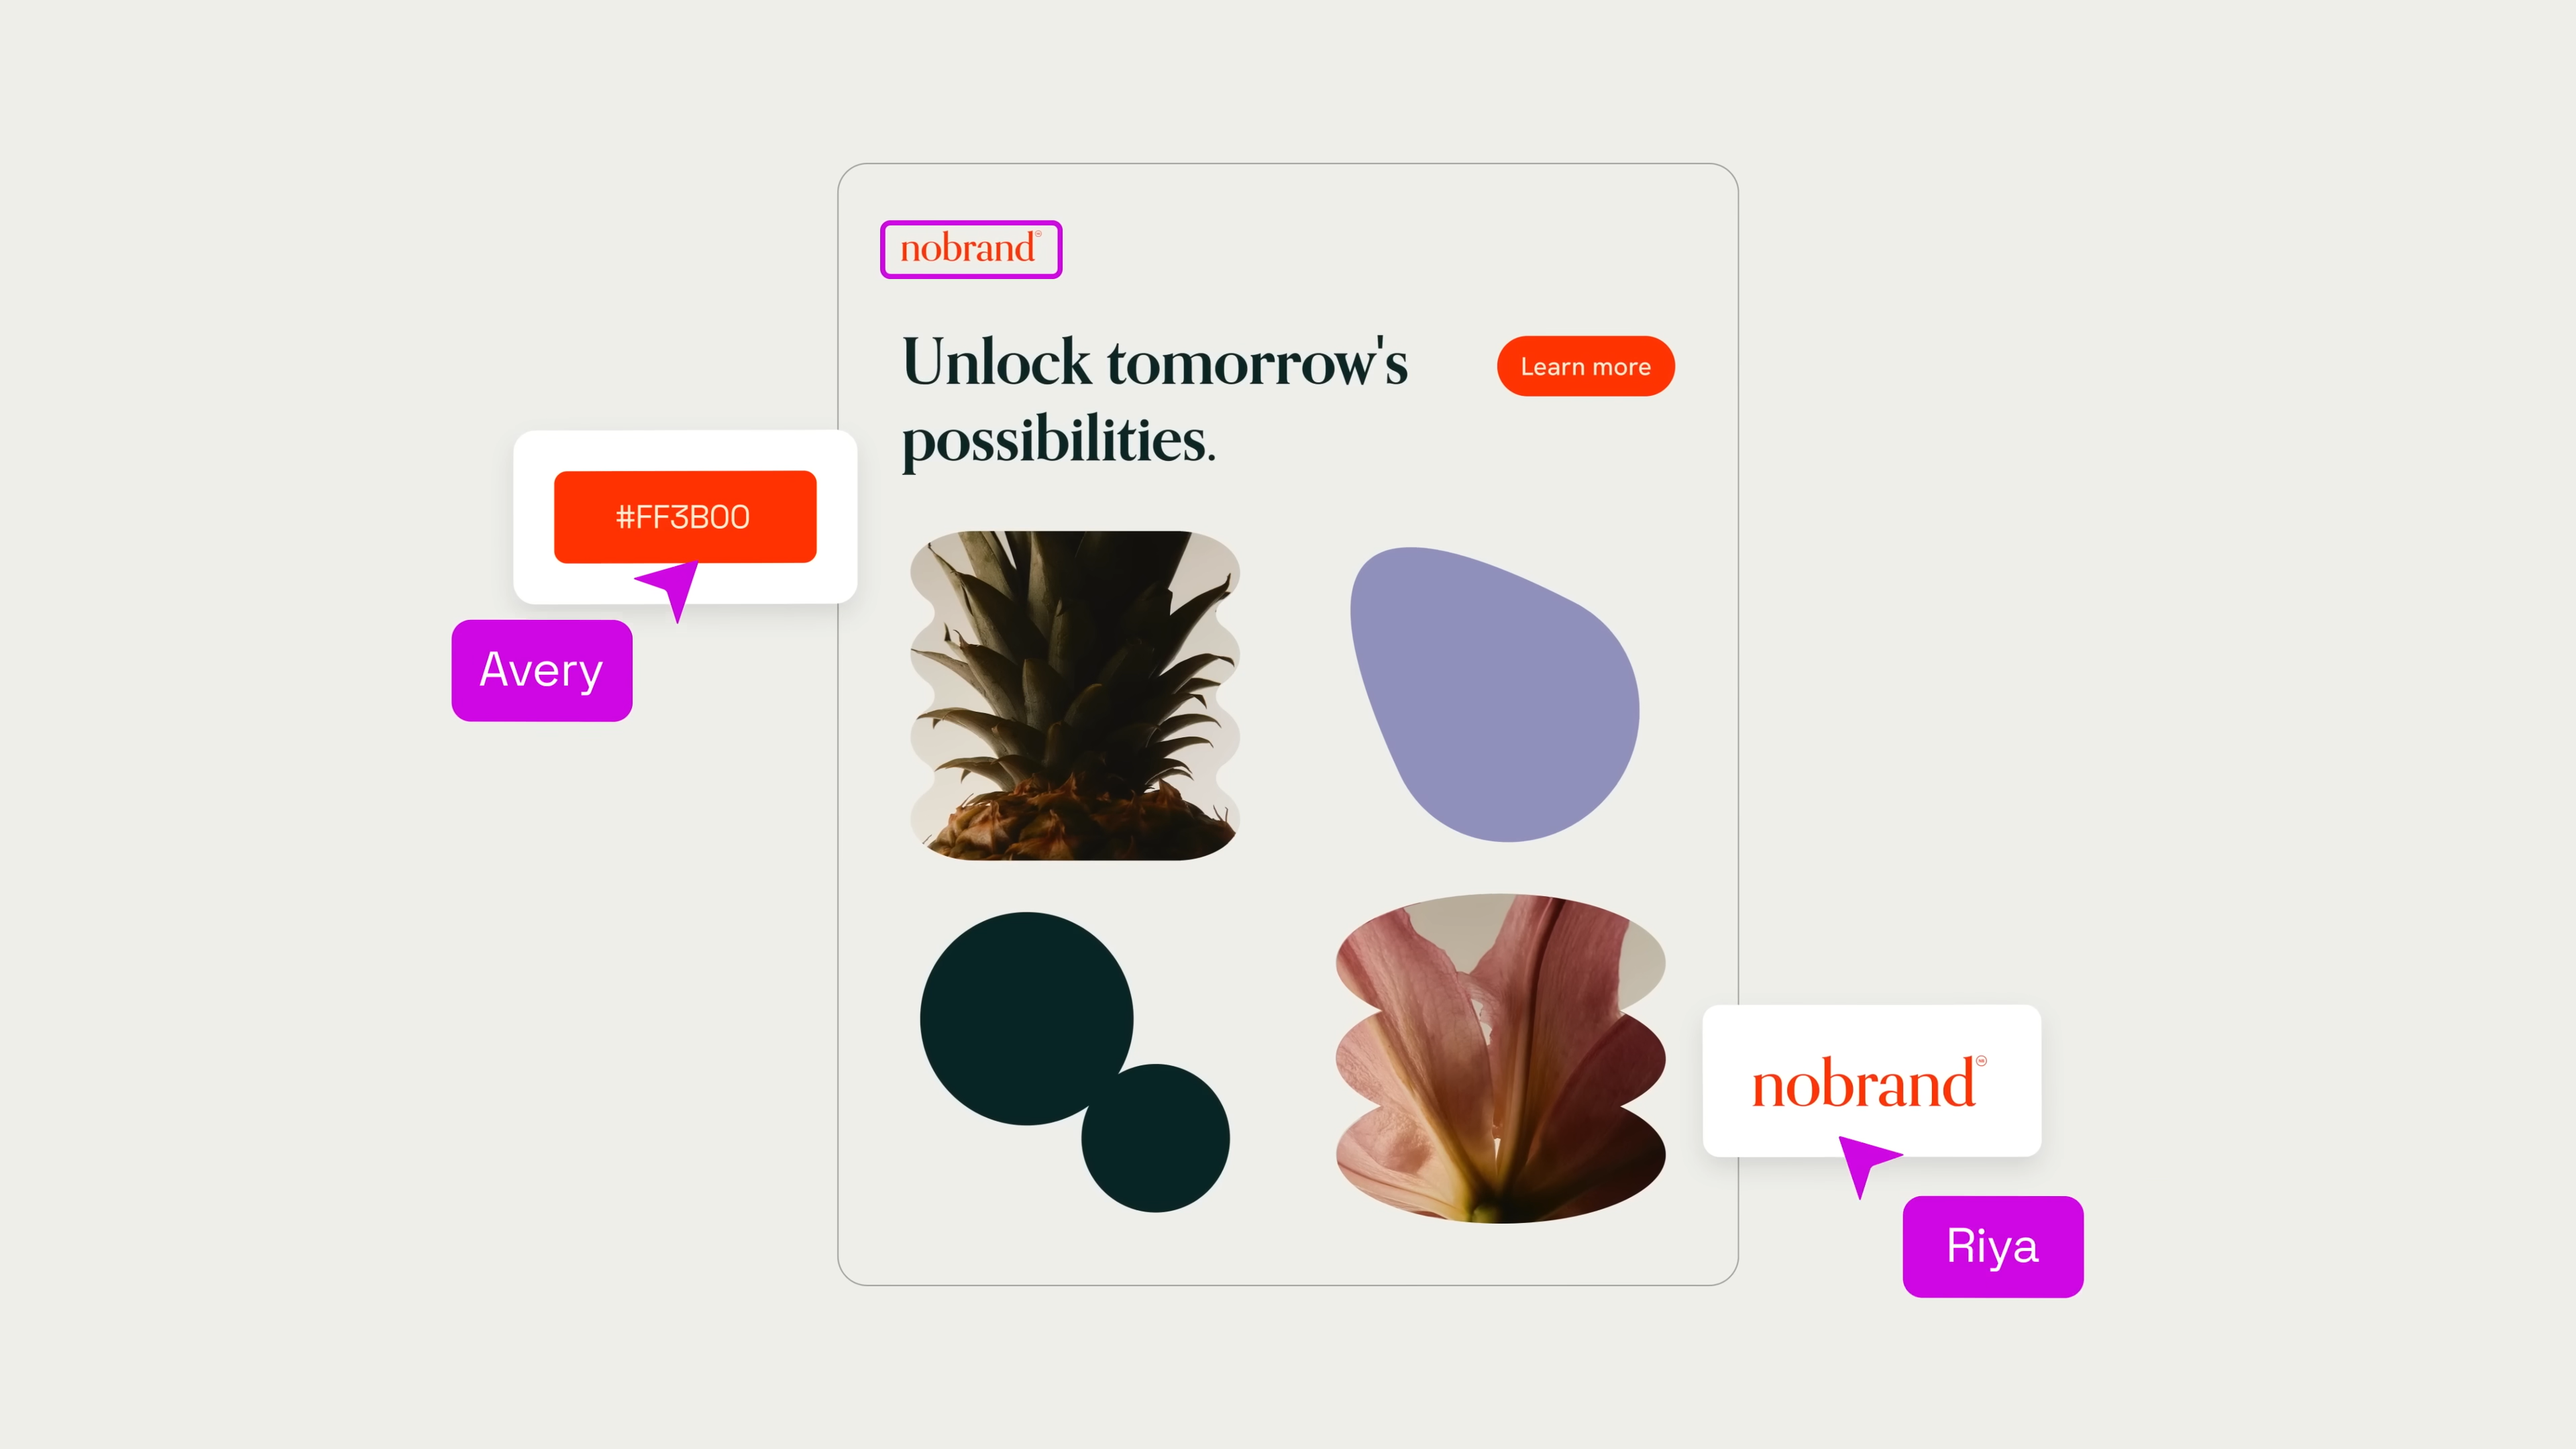 nobrand
Unlock tomorrow's
possibilities.
Learn more
#FF3B00
Avery
nobrand
Riya